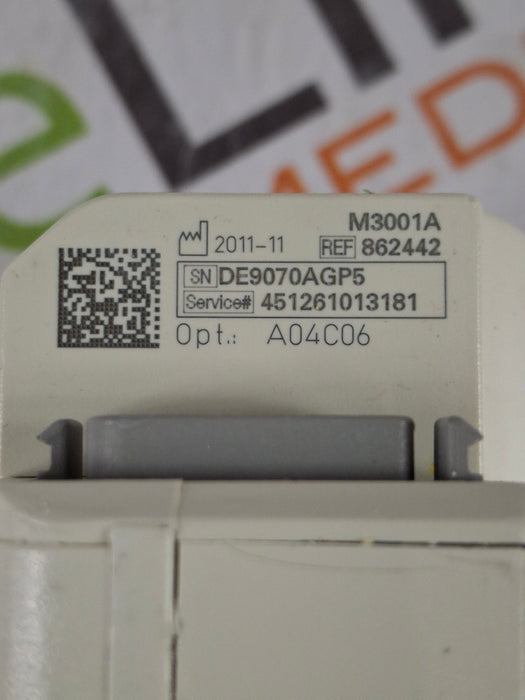 M3001A
2011-11 REF 862442
SN DE9070AGP5
Service# 451261013181
Opt.: A04C06